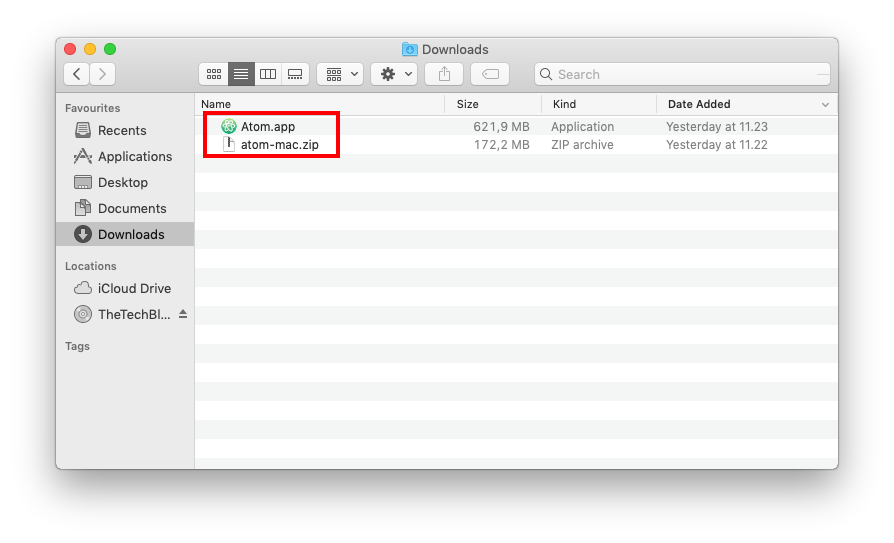 Downloads
Search
Favourites
Recents
Applications
Desktop
Documents
Downloads
Locations
iCloud Drive
TheTechBl...
Tags
Name Size Kind Date Added
Atom.app 621,9 MB Application Yesterday at 11.23
atom-mac.zip 172,2 MB ZIP archive Yesterday at 11.22